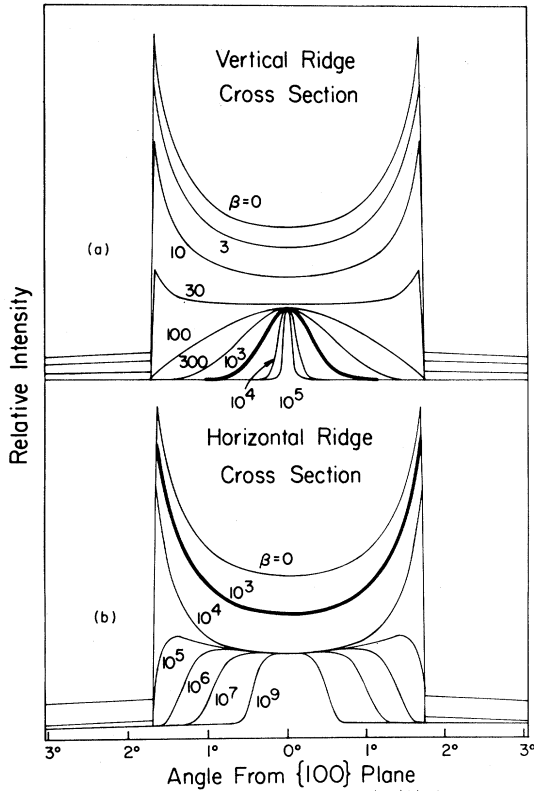 Vertical Ridge
Cross Section
β=0
(a)
10
3
30
100
300
10³
10⁴
10⁵
Relative Intensity
Horizontal Ridge
Cross Section
β=0
10³
(b)
10⁴
10⁵
10⁶
10⁷
10⁹
3° 2° 1° 0° 1° 2° 3°
Angle From {100} Plane